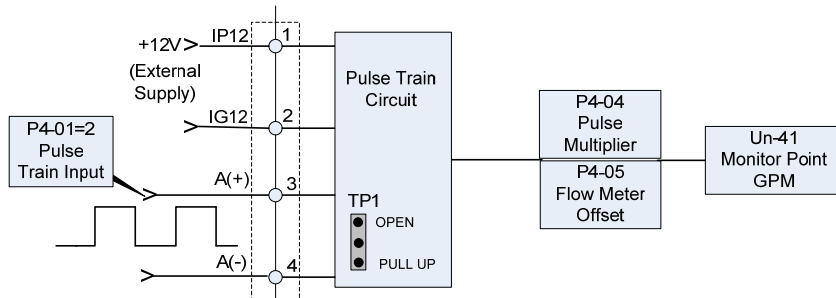 IP12
1
+12V
(External
Supply)
IG12
2
P4-01=2
Pulse
Train Input
A(+)
3
A(-)
4
Pulse Train
Circuit
TP1
OPEN
PULL UP
P4-04
Pulse
Multiplier
P4-05
Flow Meter
Offset
Un-41
Monitor Point
GPM